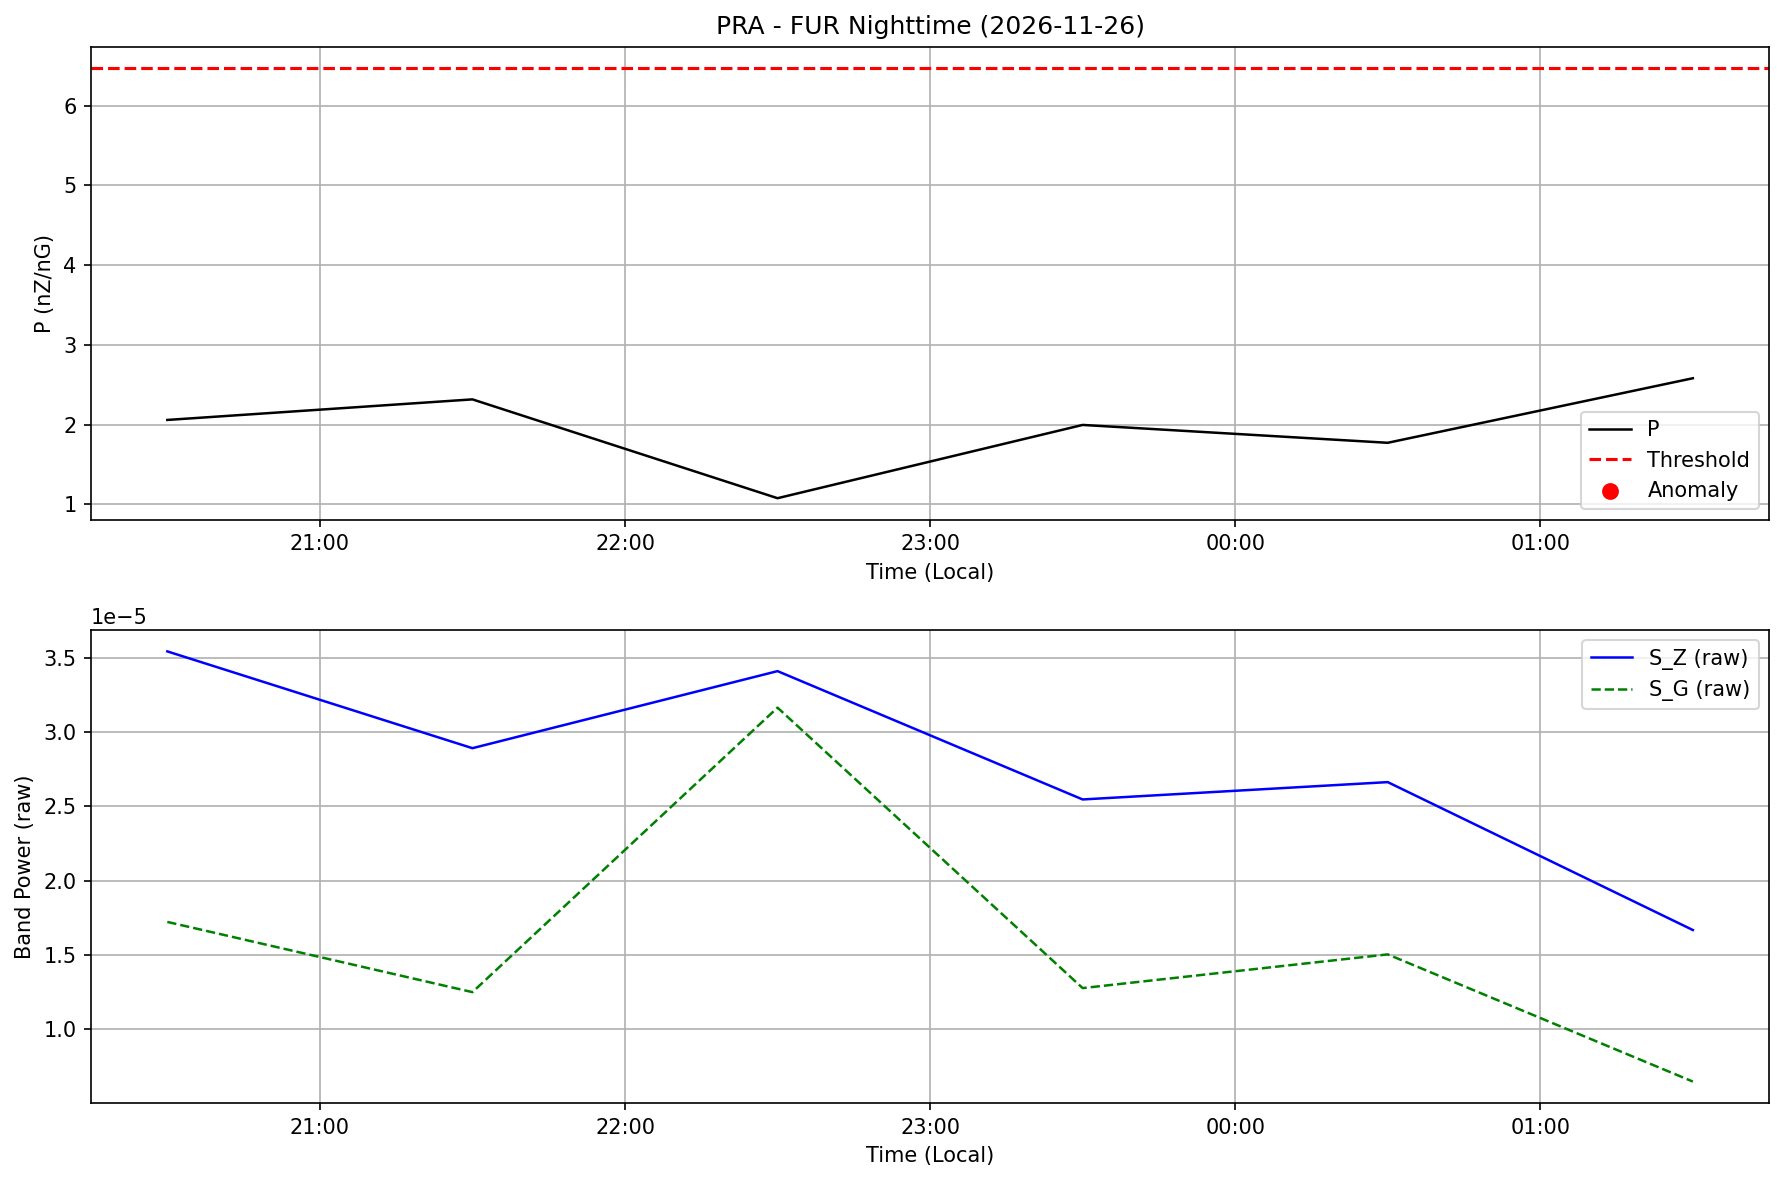 PRA - FUR Nighttime (2026-11-26)
P (nZ/nG)
6
5
4
3
2
1
P
Threshold
Anomaly
21:00 22:00 23:00 00:00 01:00
Time (Local)
1e−5
Band Power (raw)
3.5
3.0
2.5
2.0
1.5
1.0
S_Z (raw)
S_G (raw)
21:00 22:00 23:00 00:00 01:00
Time (Local)